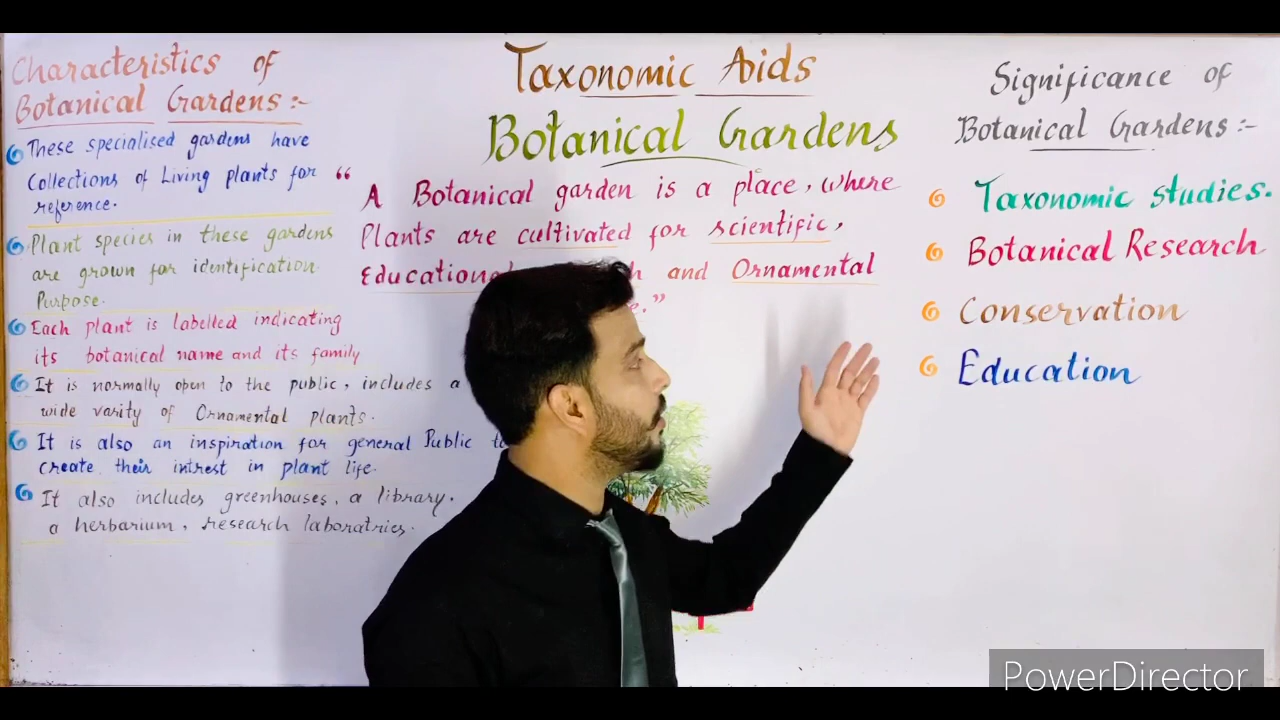 Characteristics of
Botanical Gardens:-
These specialised gardens have
Collections of Living plants for
reference.
Plant species in these gardens
are grown for identification
Purpose.
Each plant is labelled indicating
its botanical name and its family
It is normally open to the public, includes a
wide varity of Ornamental plants.
It is also an inspiration for general Public
create their intrest in plant life.
It also includes greenhouses, a library,
a herbarium, research laboratries.
Taxonomic Aids
Botanical Gardens
“A Botanical garden is a place, where
Plants are cultivated for scientific,
Educational and Ornamental
”
Significance of
Botanical Gardens:-
Taxonomic studies.
Botanical Research
Conservation
Education
PowerDirector